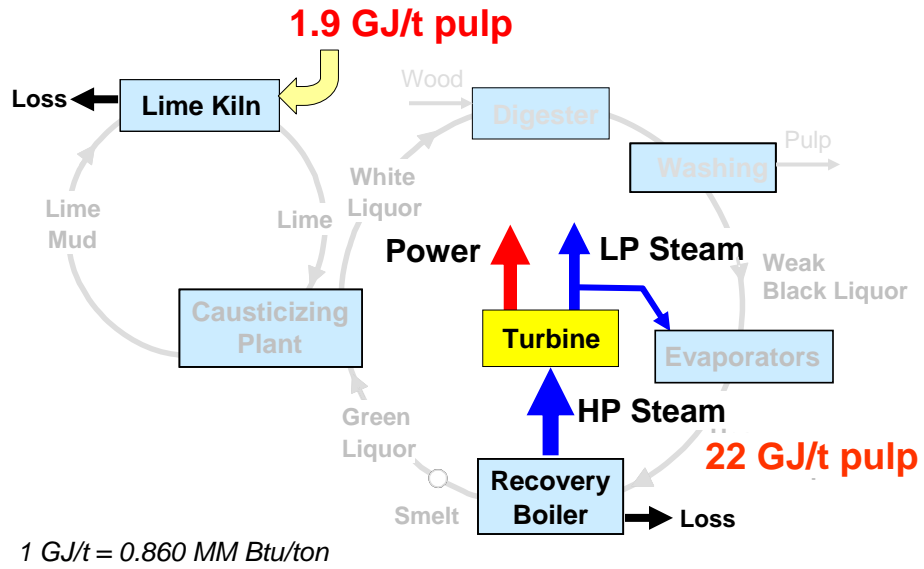 1.9 GJ/t pulp
Loss
Lime Kiln
Wood
Digester
Pulp
Washing
White
Liquor
Lime
Mud
Lime
Power
LP Steam
Weak
Black Liquor
Causticizing
Plant
Turbine
Evaporators
HP Steam
Green
Liquor
22 GJ/t pulp
Recovery
Boiler
Smelt
Loss
1 GJ/t = 0.860 MM Btu/ton